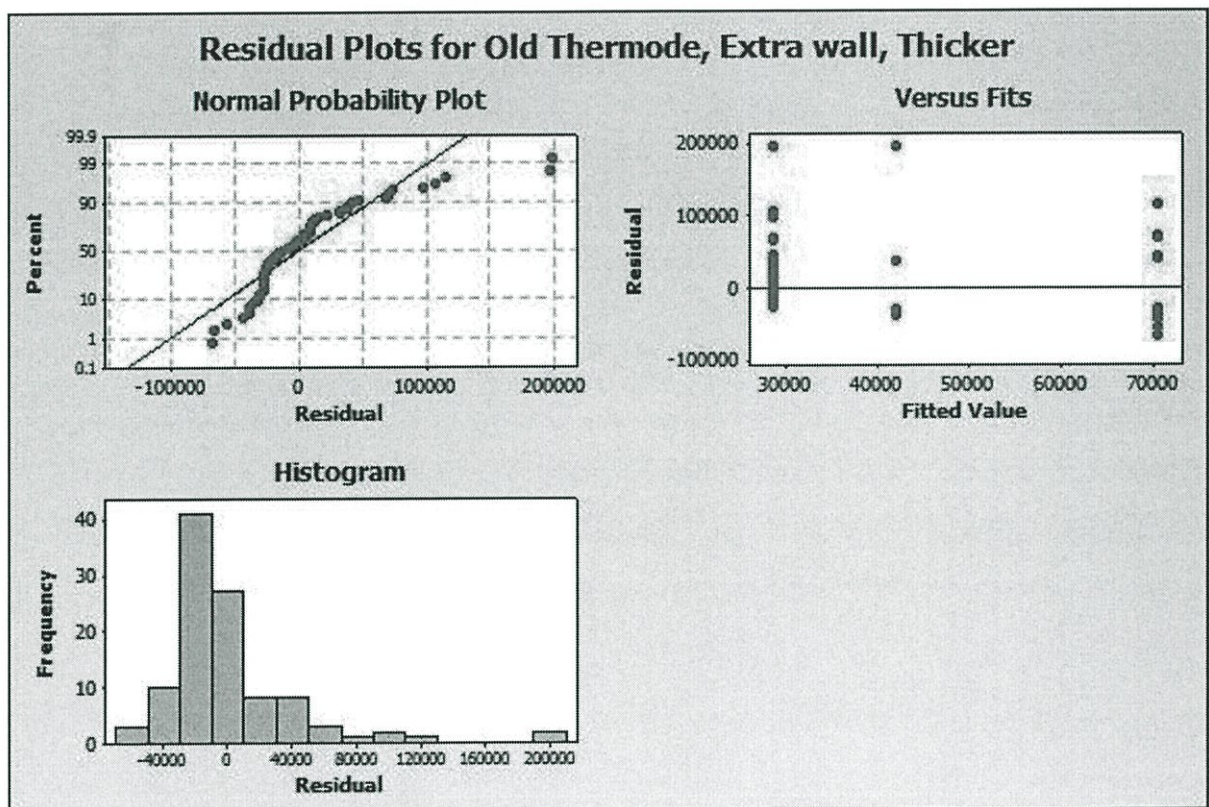 Residual Plots for Old Thermode, Extra wall, Thicker
Normal Probability Plot
99.9
99
90
50
10
1
0.1
Percent
-100000 0 100000 200000
Residual
Versus Fits
200000
100000
0
-100000
Residual
30000 40000 50000 60000 70000
Fitted Value
Histogram
40
30
20
10
0
Frequency
-40000 0 40000 80000 120000 160000 200000
Residual